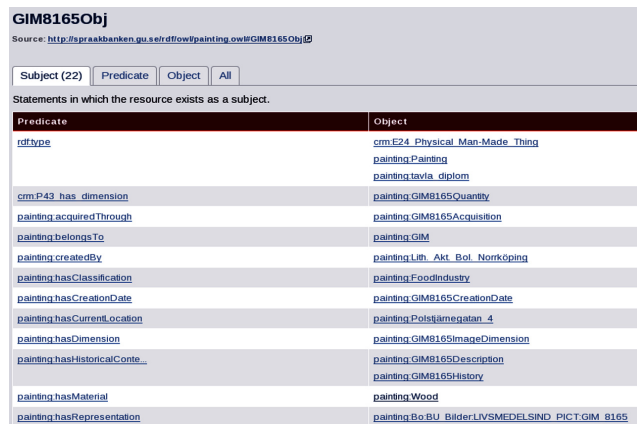 GIM8165Obj
Source: http://spraakbanken.gu.se/rdf/owl/painting.owl#GIM8165Obj
Subject (22) Predicate Object All
Statements in which the resource exists as a subject.
Predicate Object
rdf:type crm:E24_Physical_Man-Made_Thing
painting:Painting
painting:tavla_diplom
crm:P43_has_dimension painting:GIM8165Quantity
painting:acquiredThrough painting:GIM8165Acquisition
painting:belongsTo painting:GIM
painting:createdBy painting:Lith._Akt._Bol._Norrköping
painting:hasClassification painting:FoodIndustry
painting:hasCreationDate painting:GIM8165CreationDate
painting:hasCurrentLocation painting:Polstjärnegatan_4
painting:hasDimension painting:GIM8165ImageDimension
painting:hasHistoricalConte... painting:GIM8165Description
painting:GIM8165History
painting:hasMaterial painting:Wood
painting:hasRepresentation painting:Bo:BU_Bilder:LIVSMEDELSIND_PICT:GIM_8165